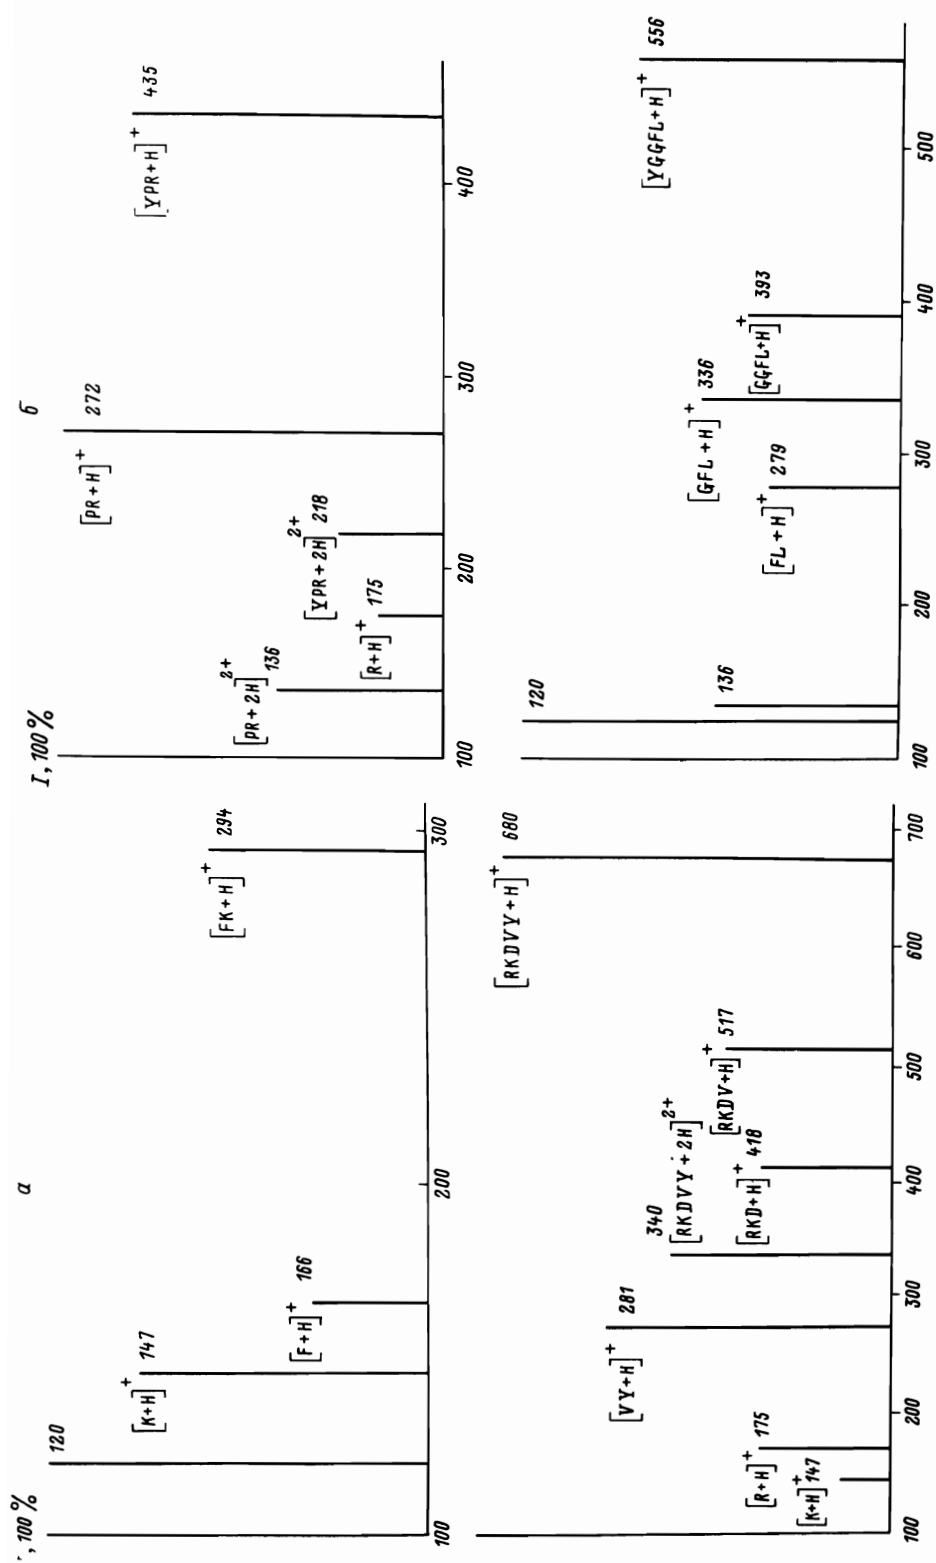 а
, 100 %
120
[K+H]⁺
147
[F+H]⁺
166
[FK+H]⁺
294
100
200
300
б
I, 100 %
[PR+2H]²⁺
136
[R+H]⁺
175
[YPR+2H]²⁺
218
[PR+H]⁺
272
[YPR+H]⁺
435
100
200
300
400
[K+H]⁺
147
[R+H]⁺
175
[VY+H]⁺
281
340
[RKDVY+2H]²⁺
[RKD+H]⁺
418
[RKDV+H]⁺
517
[RKDVY+H]⁺
680
100
200
300
400
500
600
700
120
136
[FL+H]⁺
279
[GFL+H]⁺
336
[GGFL+H]⁺
393
[YGGFL+H]⁺
556
100
200
300
400
500